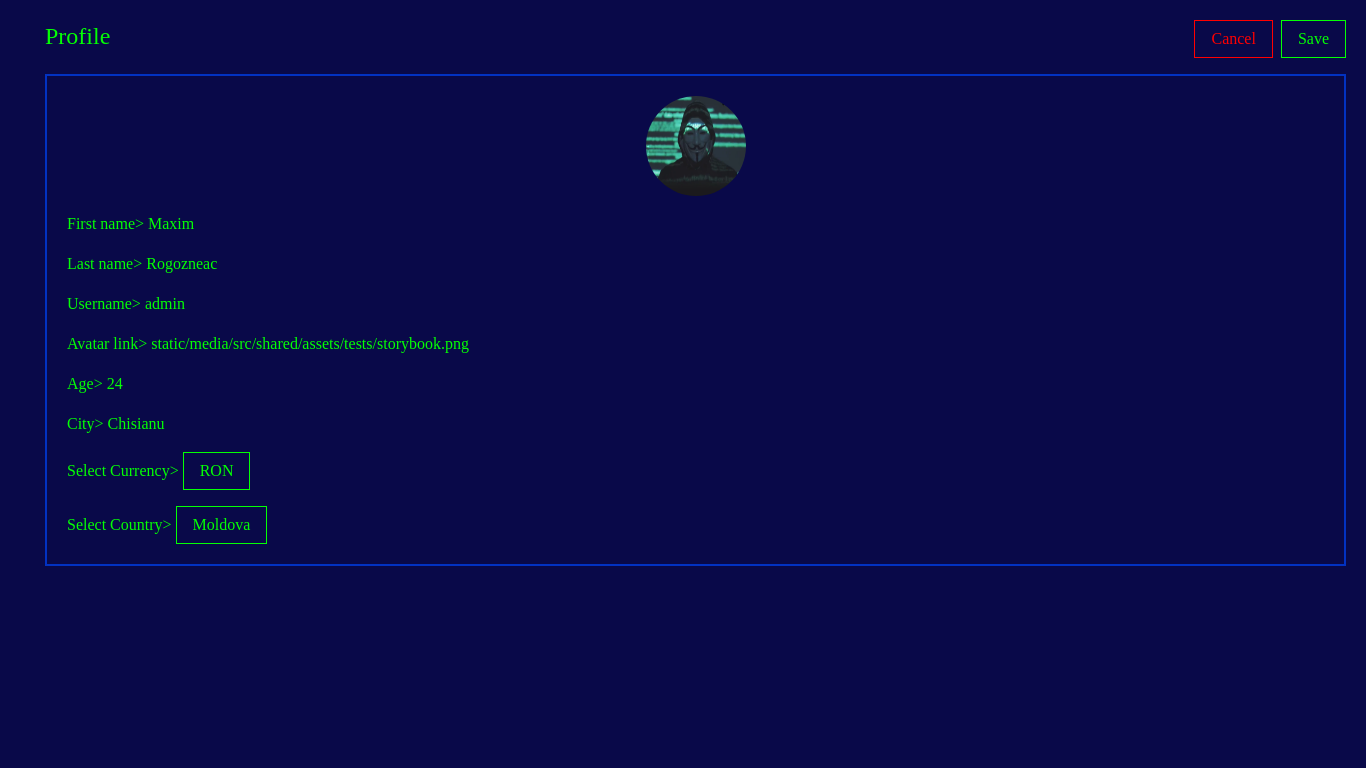 Profile
Cancel
Save
First name> Maxim
Last name> Rogozneac
Username> admin
Avatar link> static/media/src/shared/assets/tests/storybook.png
Age> 24
City> Chisianu
Select Currency> RON
Select Country> Moldova